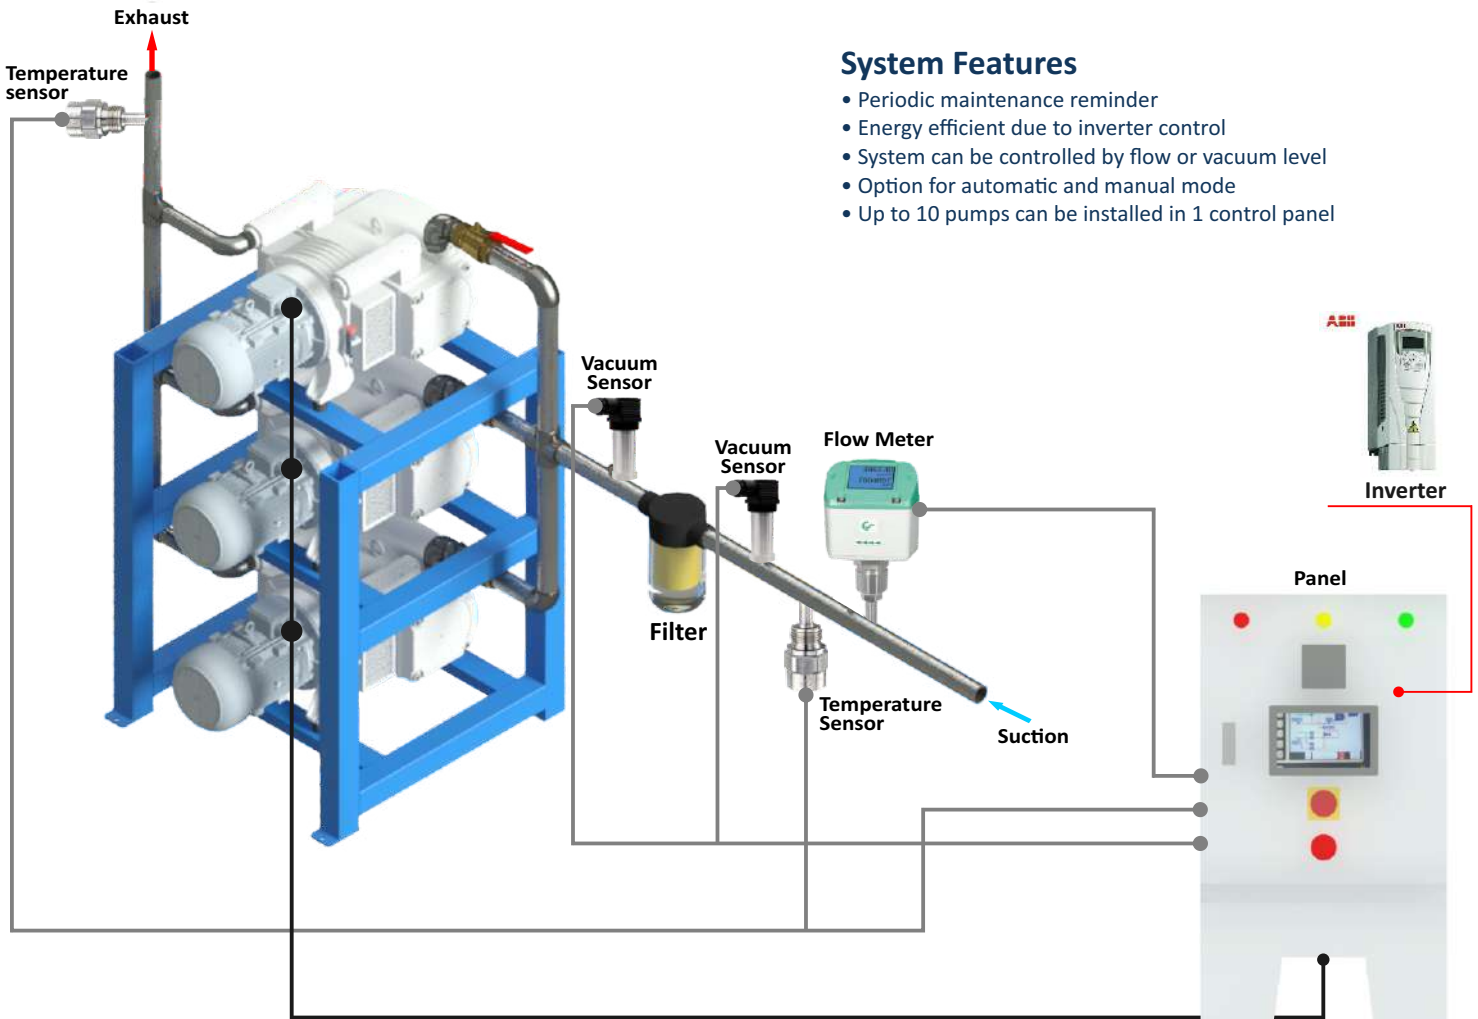 Exhaust
Temperature
sensor
System Features
• Periodic maintenance reminder
• Energy efficient due to inverter control
• System can be controlled by flow or vacuum level
• Option for automatic and manual mode
• Up to 10 pumps can be installed in 1 control panel
ABB
Vacuum
Sensor
Vacuum
Sensor
Flow Meter
Inverter
Panel
Filter
Temperature
Sensor
Suction